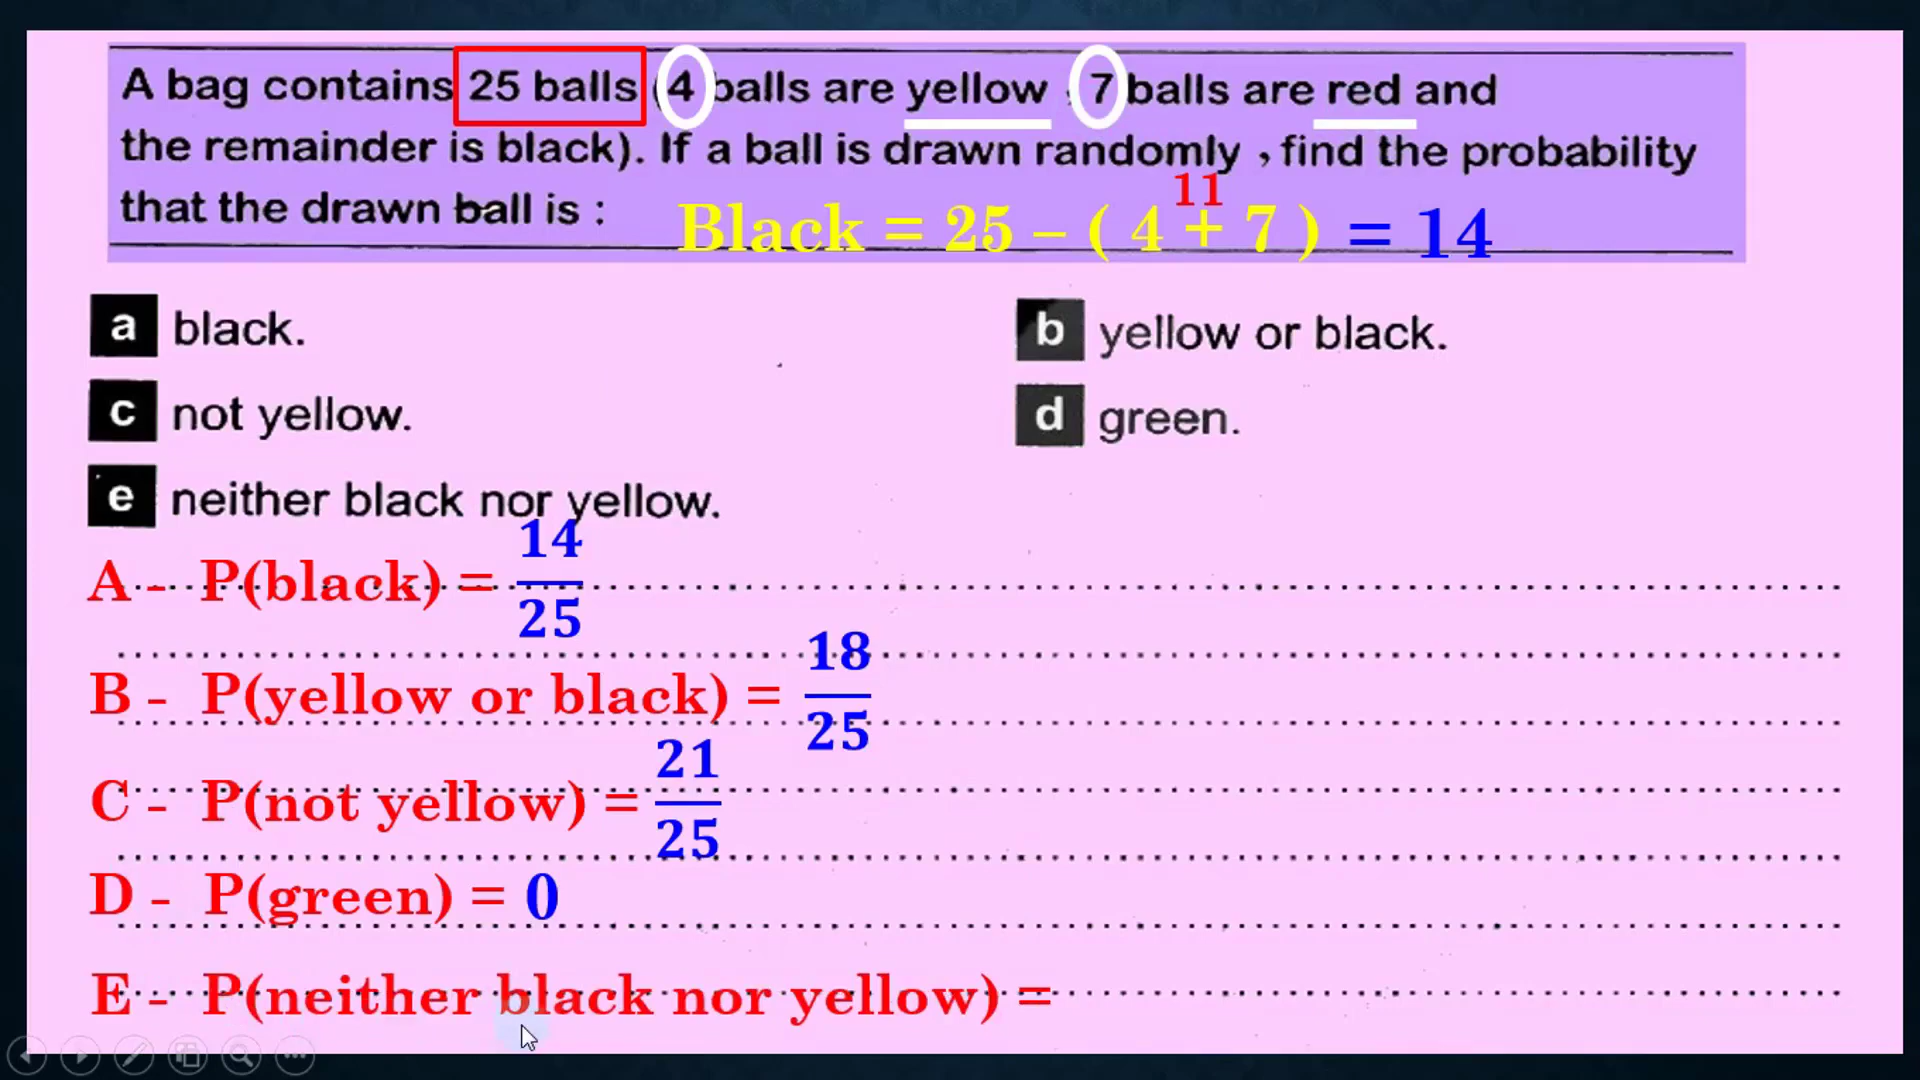 A bag contains 25 balls (4 balls are yellow , 7 balls are red and
the remainder is black). If a ball is drawn randomly , find the probability
that the drawn ball is :
11
Black = 25 – ( 4 + 7 ) = 14
a black.
b yellow or black.
c not yellow.
d green.
e neither black nor yellow.
A - P(black) = 14/25
B - P(yellow or black) = 18/25
C - P(not yellow) = 21/25
D - P(green) = 0
E - P(neither black nor yellow) =